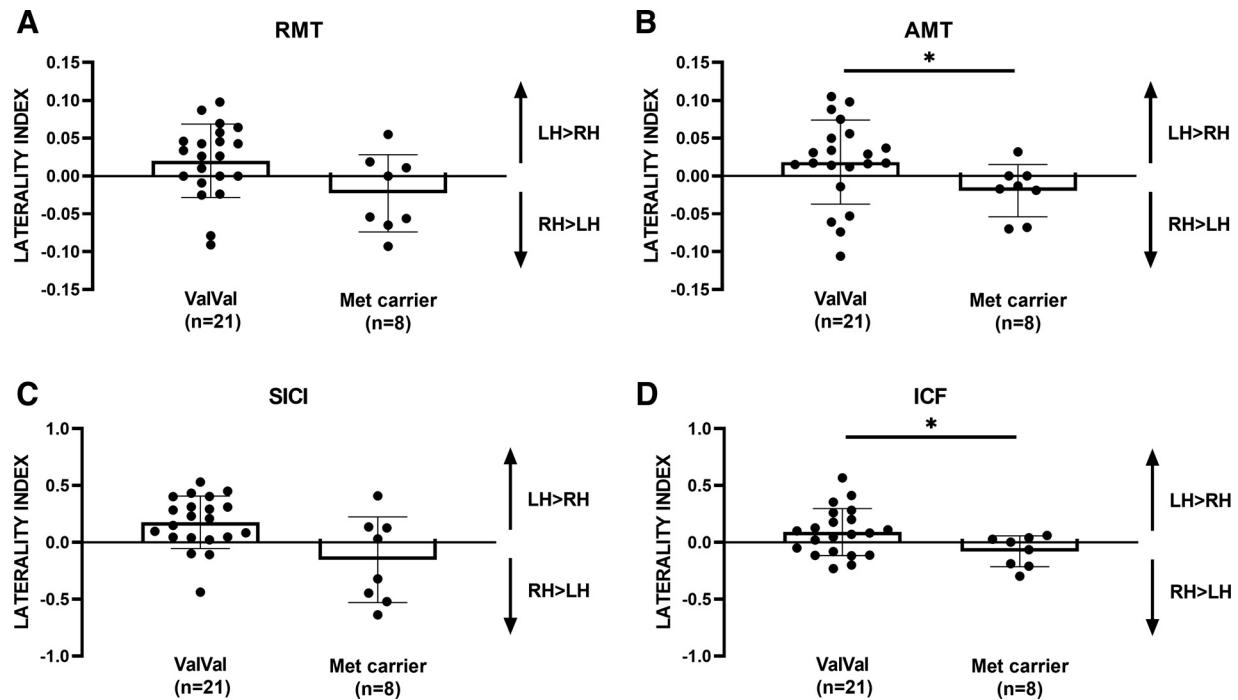 A
RMT
LATERALITY INDEX
0.15
0.10
0.05
0.00
-0.05
-0.10
-0.15
LH>RH
RH>LH
ValVal
(n=21)
Met carrier
(n=8)
B
AMT
*
LATERALITY INDEX
0.15
0.10
0.05
0.00
-0.05
-0.10
-0.15
LH>RH
RH>LH
ValVal
(n=21)
Met carrier
(n=8)
C
SICI
LATERALITY INDEX
1.0
0.5
0.0
-0.5
-1.0
LH>RH
RH>LH
ValVal
(n=21)
Met carrier
(n=8)
D
ICF
*
LATERALITY INDEX
1.0
0.5
0.0
-0.5
-1.0
LH>RH
RH>LH
ValVal
(n=21)
Met carrier
(n=8)